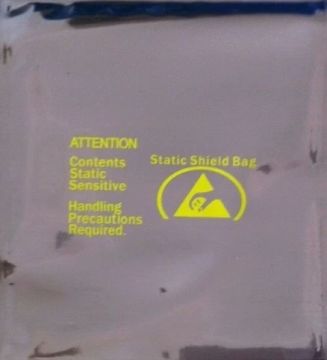 ATTENTION
Contents
Static
Sensitive
Handling
Precautions
Required.
Static Shield Bag